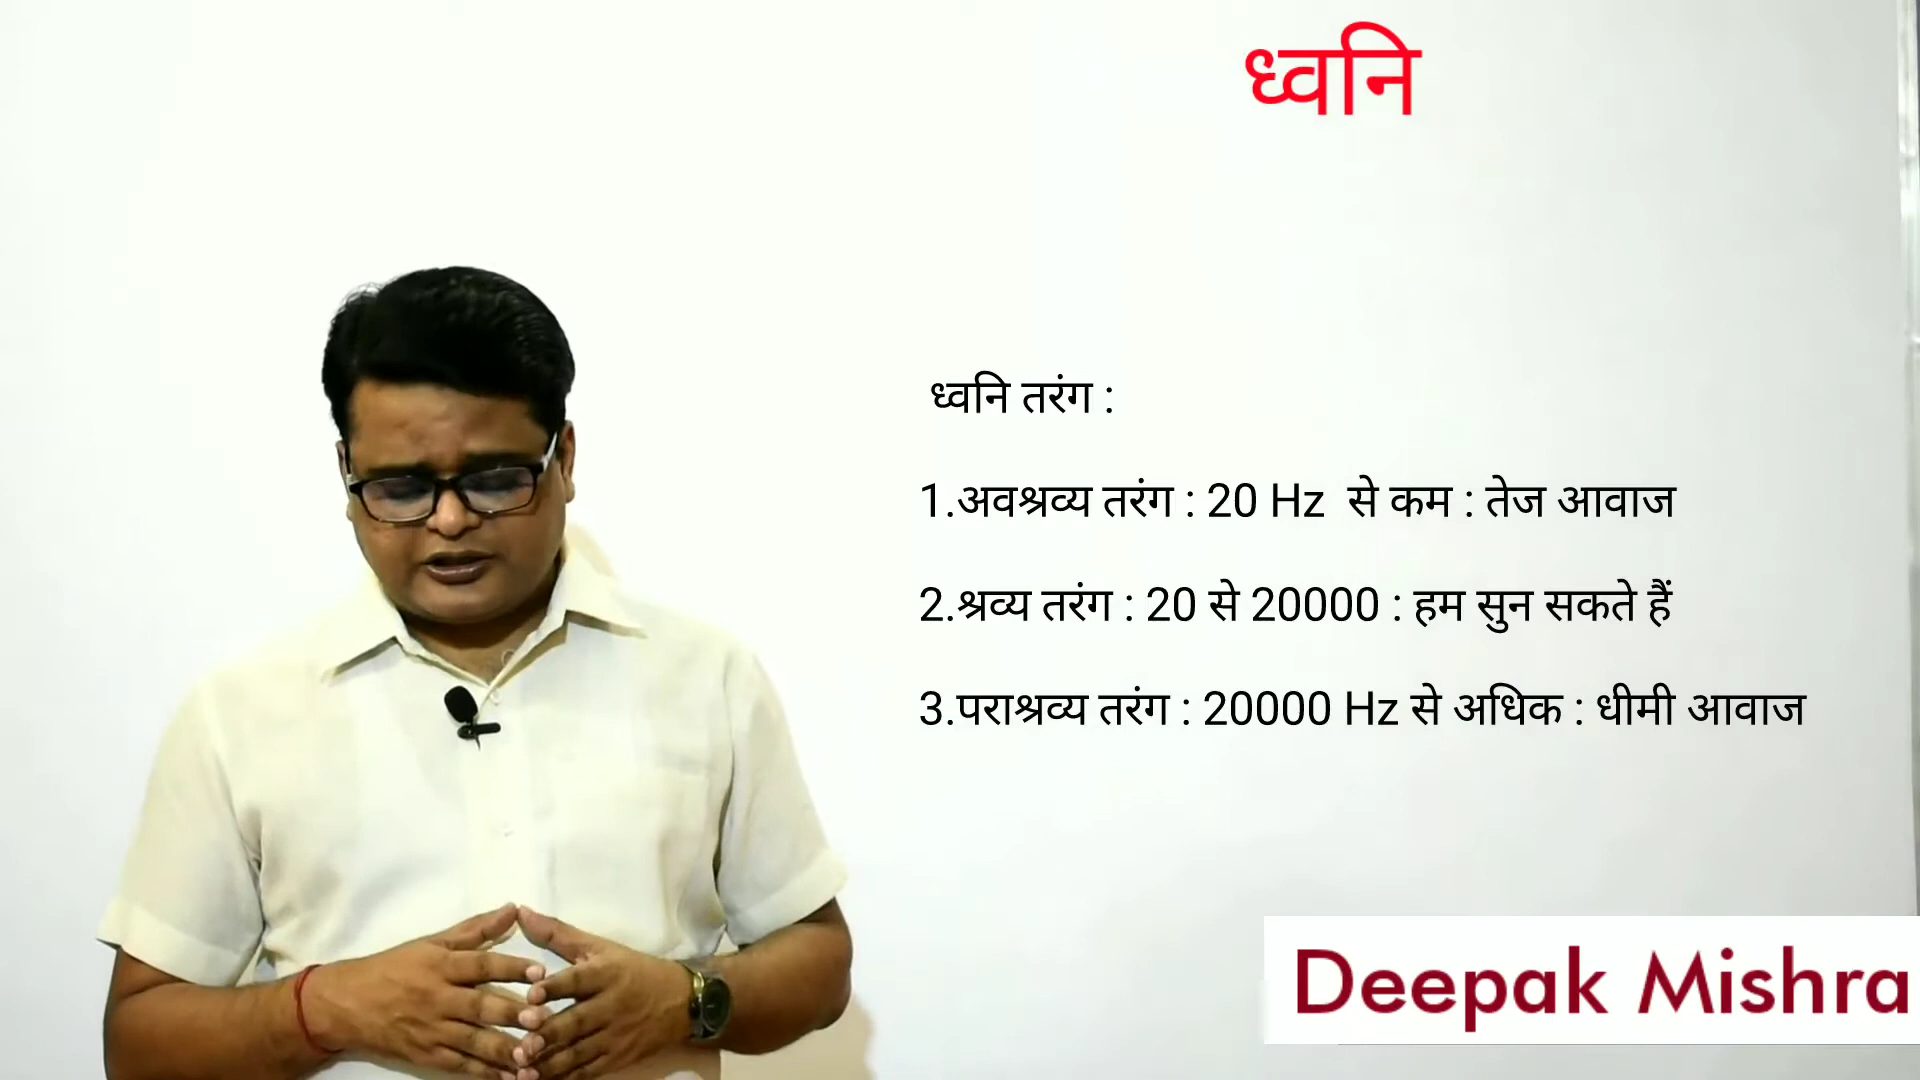 ध्वनि
ध्वनि तरंग :
1.अवश्रव्य तरंग : 20 Hz से कम : तेज आवाज
2.श्रव्य तरंग : 20 से 20000 : हम सुन सकते हैं
3.पराश्रव्य तरंग : 20000 Hz से अधिक : धीमी आवाज
Deepak Mishra